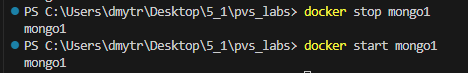 PS C:\Users\dmytr\Desktop\5_1\pvs_labs> docker stop mongo1
mongo1
PS C:\Users\dmytr\Desktop\5_1\pvs_labs> docker start mongo1
mongo1